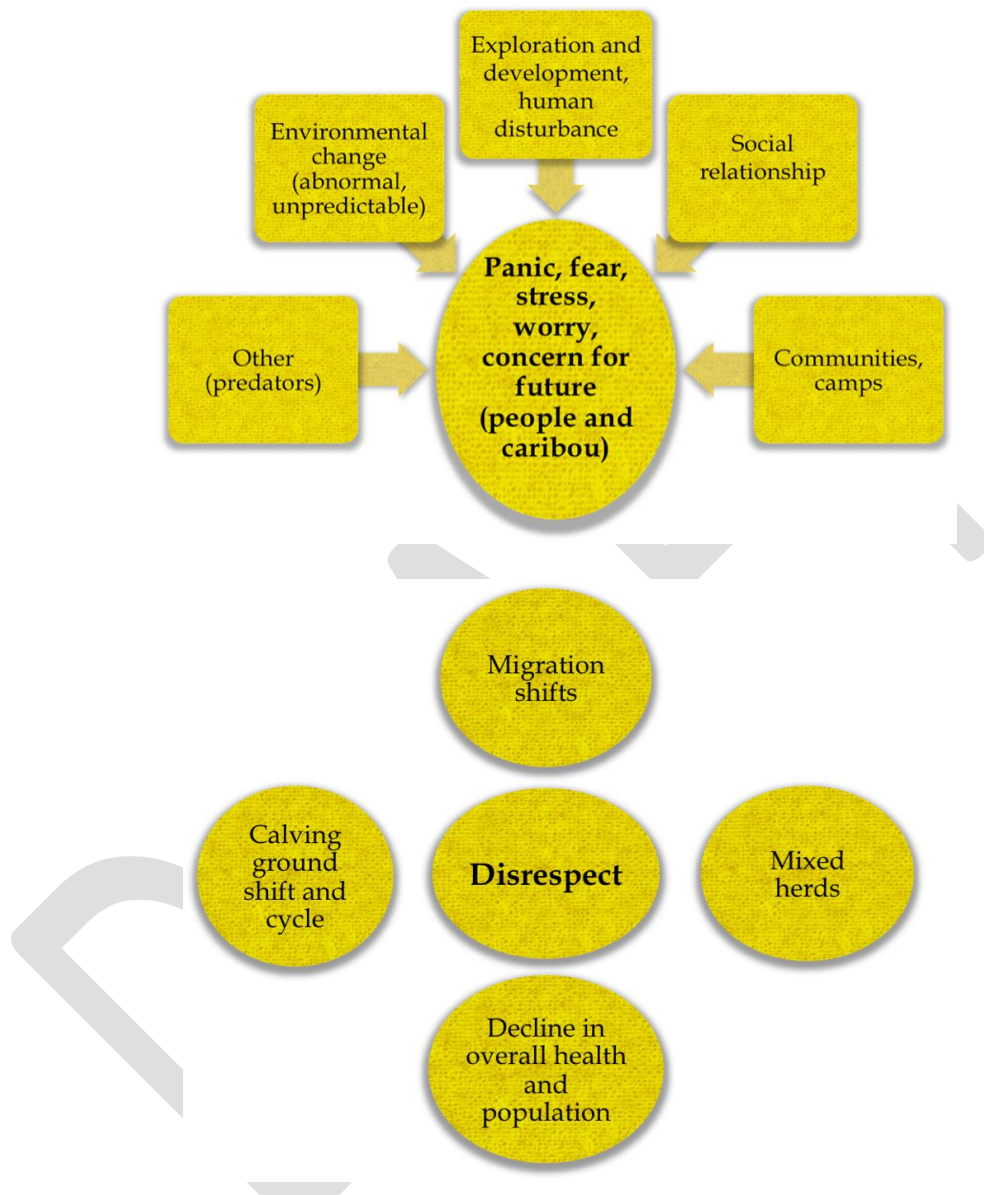 Exploration and
development,
human
disturbance
Environmental
change
(abnormal,
unpredictable)
Social
relationship
Panic, fear,
stress,
worry,
concern for
future
(people and
caribou)
Other
(predators)
Communities,
camps
Migration
shifts
Calving
ground
shift and
cycle
Disrespect
Mixed
herds
Decline in
overall health
and
population